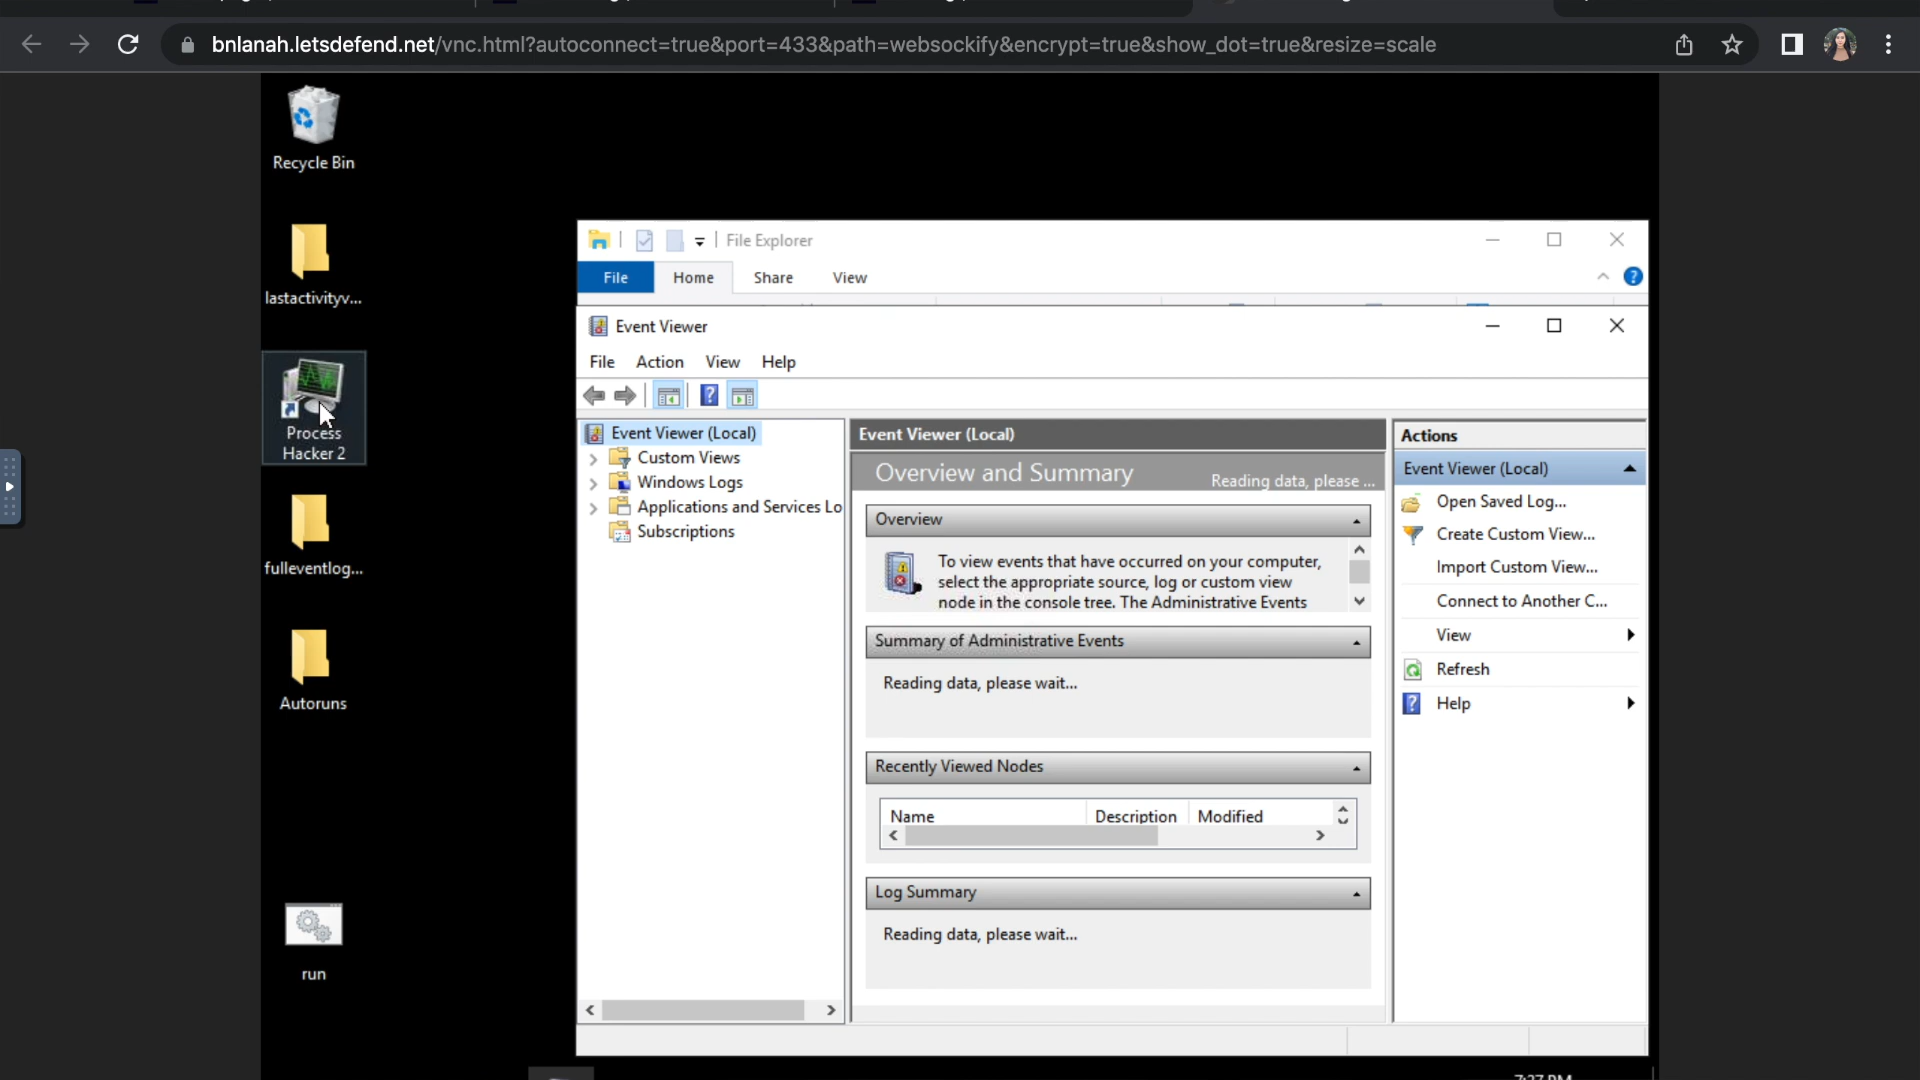 bnlanah.letsdefend.net/vnc.html?autoconnect=true&port=433&path=websockify&encrypt=true&show_dot=true&resize=scale
Recycle Bin
lastactivityv...
Process
Hacker 2
fulleventlog...
Autoruns
run
File Explorer
File Home Share View
Event Viewer
File Action View Help
Event Viewer (Local)
Custom Views
Windows Logs
Applications and Services Lo
Subscriptions
Event Viewer (Local)
Overview and Summary
Reading data, please ...
Overview
To view events that have occurred on your computer,
select the appropriate source, log or custom view
node in the console tree. The Administrative Events
Summary of Administrative Events
Reading data, please wait...
Recently Viewed Nodes
Name Description Modified
Log Summary
Reading data, please wait...
Actions
Event Viewer (Local)
Open Saved Log...
Create Custom View...
Import Custom View...
Connect to Another C...
View
Refresh
Help
7:37 PM